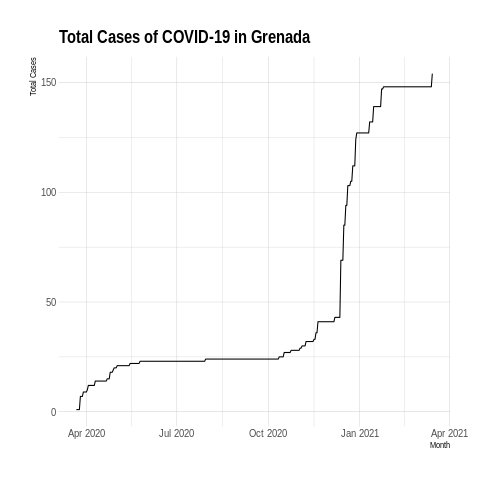 Total Cases of COVID-19 in Grenada
Total Cases
150
100
50
0
Apr 2020 Jul 2020 Oct 2020 Jan 2021 Apr 2021
Month